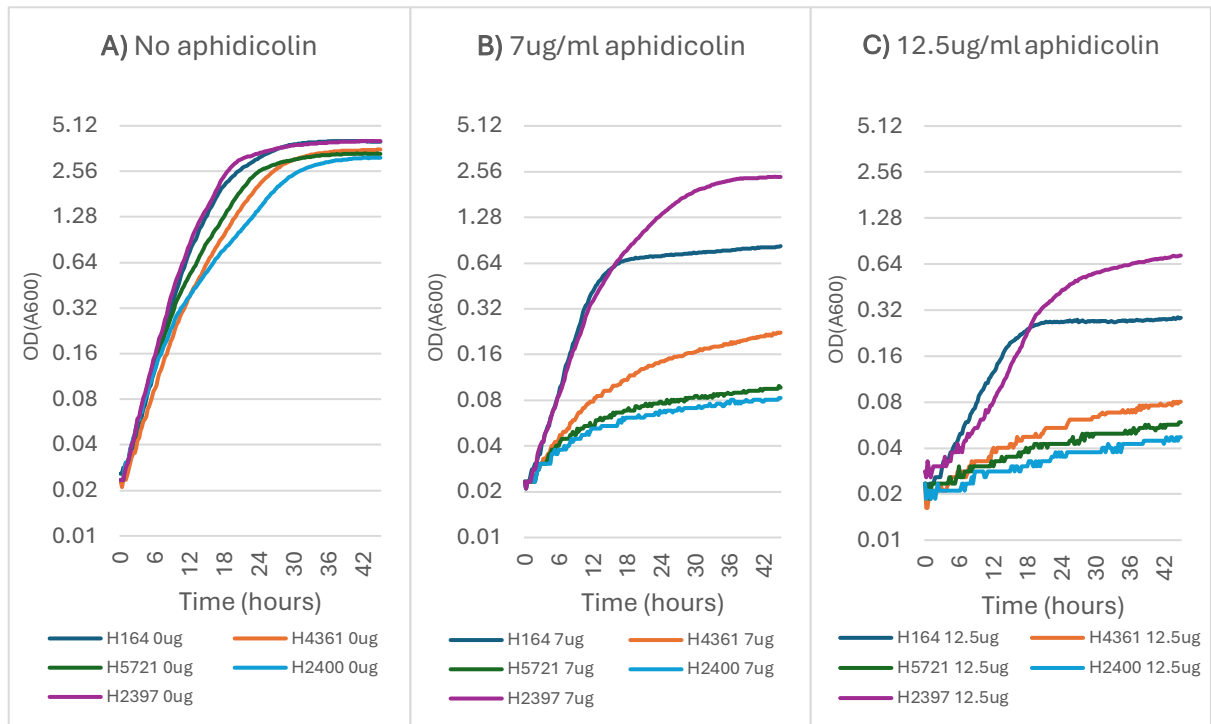 A) No aphidicolin
OD(A600)
5.12
2.56
1.28
0.64
0.32
0.16
0.08
0.04
0.02
0.01
0 6 12 18 24 30 36 42
Time (hours)
H164 0ug H4361 0ug
H5721 0ug H2400 0ug
H2397 0ug
B) 7ug/ml aphidicolin
OD(A600)
5.12
2.56
1.28
0.64
0.32
0.16
0.08
0.04
0.02
0.01
0 6 12 18 24 30 36 42
Time (hours)
H164 7ug H4361 7ug
H5721 7ug H2400 7ug
H2397 7ug
C) 12.5ug/ml aphidicolin
OD(A600)
5.12
2.56
1.28
0.64
0.32
0.16
0.08
0.04
0.02
0.01
0 6 12 18 24 30 36 42
Time (hours)
H164 12.5ug H4361 12.5ug
H5721 12.5ug H2400 12.5ug
H2397 12.5ug